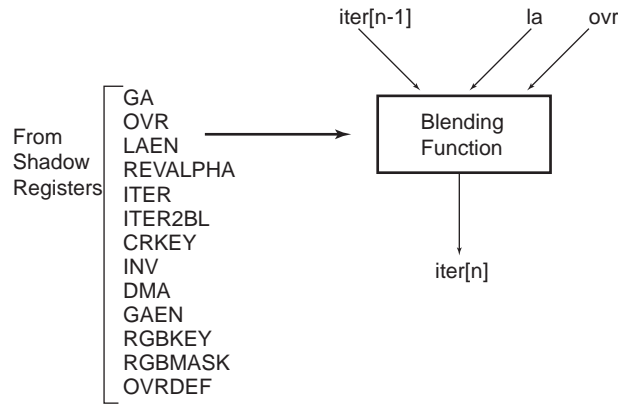 iter[n-1] la ovr
From
Shadow
Registers
GA
OVR
LAEN
REVALPHA
ITER
ITER2BL
CRKEY
INV
DMA
GAEN
RGBKEY
RGBMASK
OVRDEF
Blending
Function
iter[n]